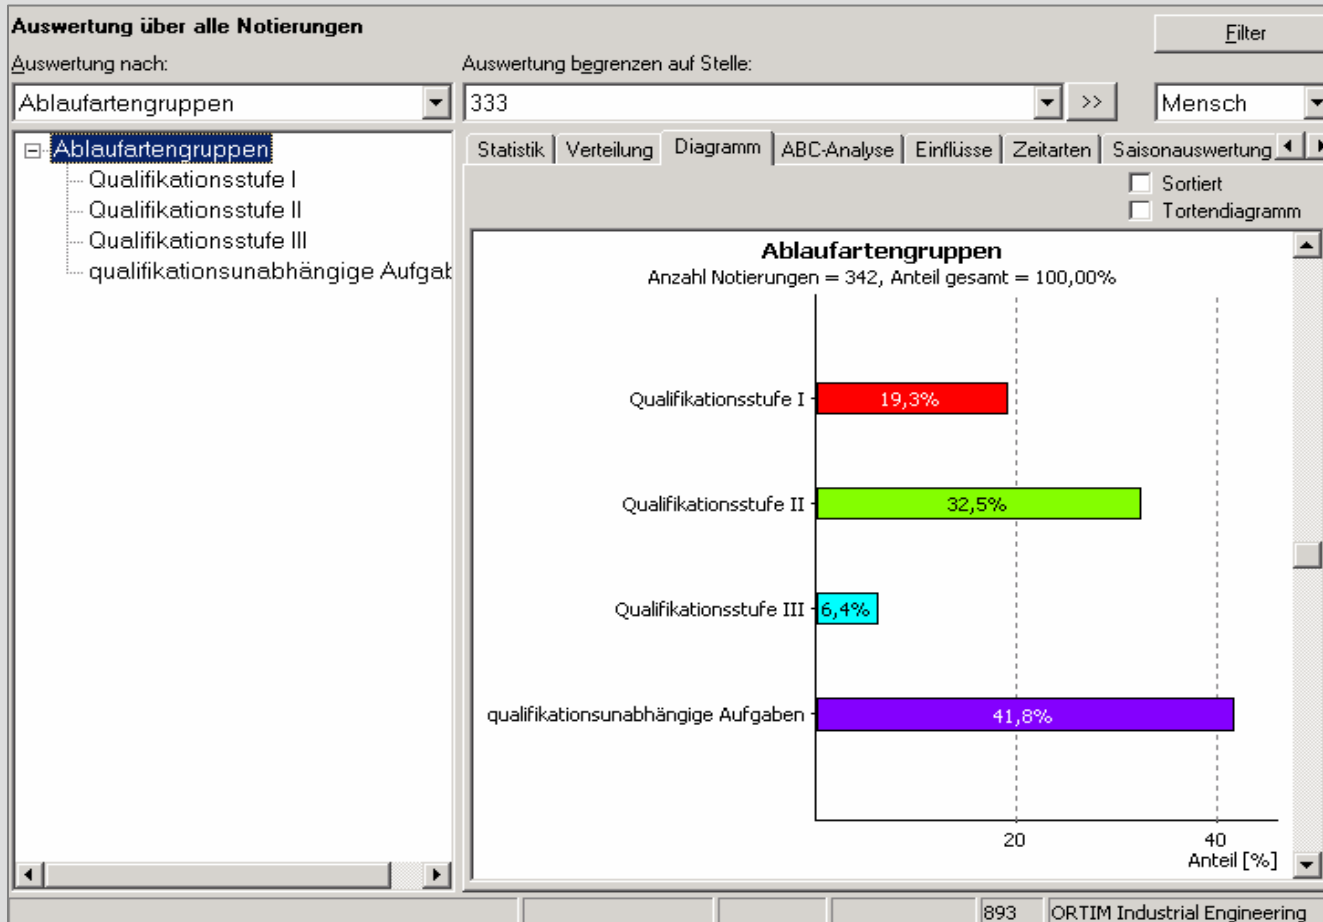 Auswertung über alle Notierungen
Filter
Auswertung nach:
Auswertung begrenzen auf Stelle:
Ablaufartengruppen
333
>>
Mensch
Ablaufartengruppen
Qualifikationsstufe I
Qualifikationsstufe II
Qualifikationsstufe III
qualifikationsunabhängige Aufgab
Statistik Verteilung Diagramm ABC-Analyse Einflüsse Zeitarten Saisonauswertung
Sortiert
Tortendiagramm
Ablaufartengruppen
Anzahl Notierungen = 342, Anteil gesamt = 100,00%
Qualifikationsstufe I 19,3%
Qualifikationsstufe II 32,5%
Qualifikationsstufe III 6,4%
qualifikationsunabhängige Aufgaben 41,8%
20 40
Anteil [%]
893 ORTIM Industrial Engineering